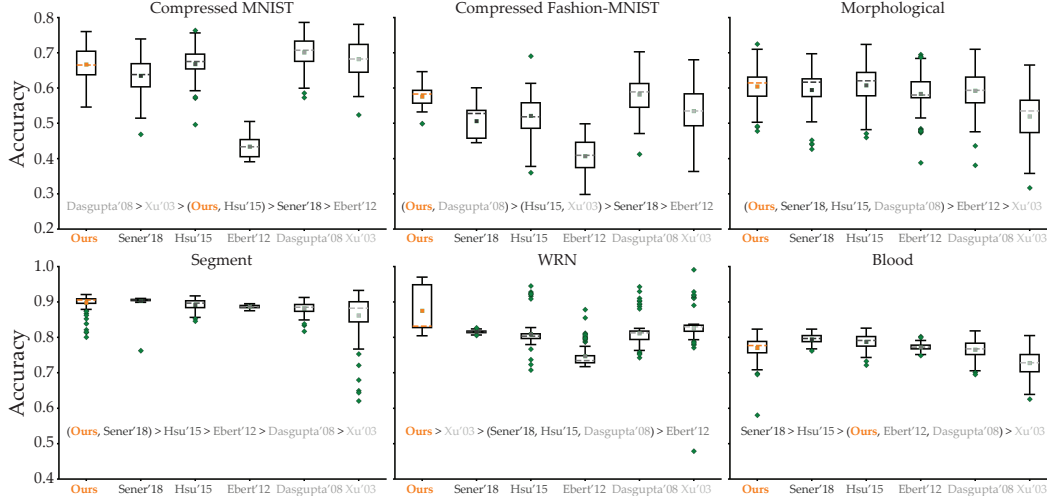 Compressed MNIST
Compressed Fashion-MNIST
Morphological
Accuracy
0.8
0.7
0.6
0.5
0.4
0.3
0.2
Dasgupta'08 > Xu'03 > (Ours, Hsu'15) > Sener'18 > Ebert'12
(Ours, Dasgupta'08) > (Hsu'15, Xu'03) > Sener'18 > Ebert'12
(Ours, Sener'18, Hsu'15, Dasgupta'08) > Ebert'12 > Xu'03
Ours Sener'18 Hsu'15 Ebert'12 Dasgupta'08 Xu'03
Ours Sener'18 Hsu'15 Ebert'12 Dasgupta'08 Xu'03
Ours Sener'18 Hsu'15 Ebert'12 Dasgupta'08 Xu'03
Segment
WRN
Blood
Accuracy
1.0
0.9
0.8
0.7
0.6
0.5
0.4
(Ours, Sener'18) > Hsu'15 > Ebert'12 > Dasgupta'08 > Xu'03
Ours > Xu'03 > (Sener'18, Hsu'15, Dasgupta'08) > Ebert'12
Sener'18 > Hsu'15 > (Ours, Ebert'12, Dasgupta'08) > Xu'03
Ours Sener'18 Hsu'15 Ebert'12 Dasgupta'08 Xu'03
Ours Sener'18 Hsu'15 Ebert'12 Dasgupta'08 Xu'03
Ours Sener'18 Hsu'15 Ebert'12 Dasgupta'08 Xu'03